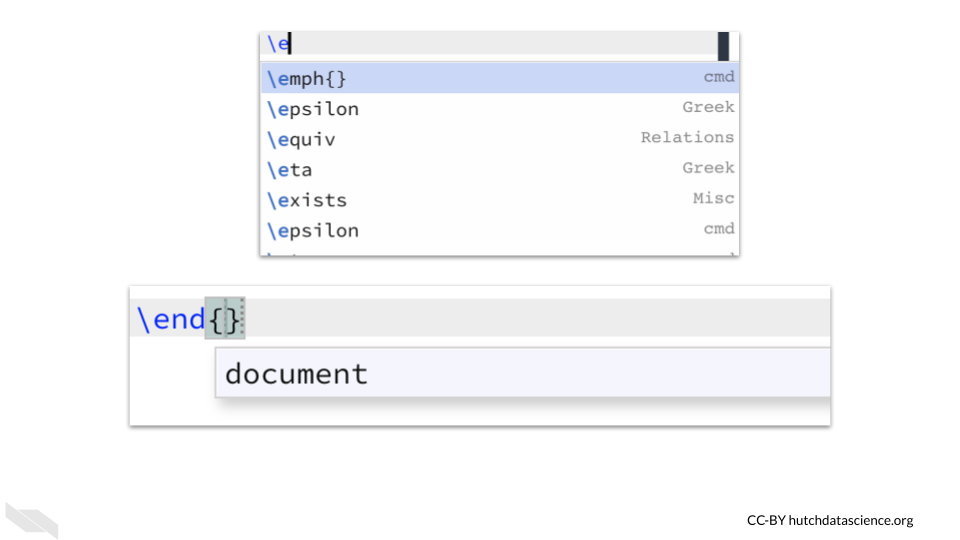 \e
\emph{} cmd
\epsilon Greek
\equiv Relations
\eta Greek
\exists Misc
\epsilon cmd
\end{}
document
CC-BY hutchdatascience.org